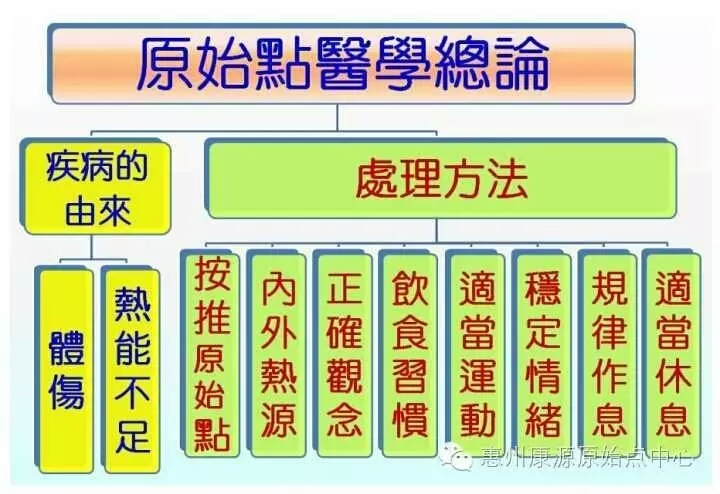 原始點醫學總論
疾病的
由來
處理方法
體傷
熱能不足
按推原始點
內外熱源
正確觀念
飲食習慣
適當運動
穩定情緒
規律作息
適當休息
惠州康源原始点中心